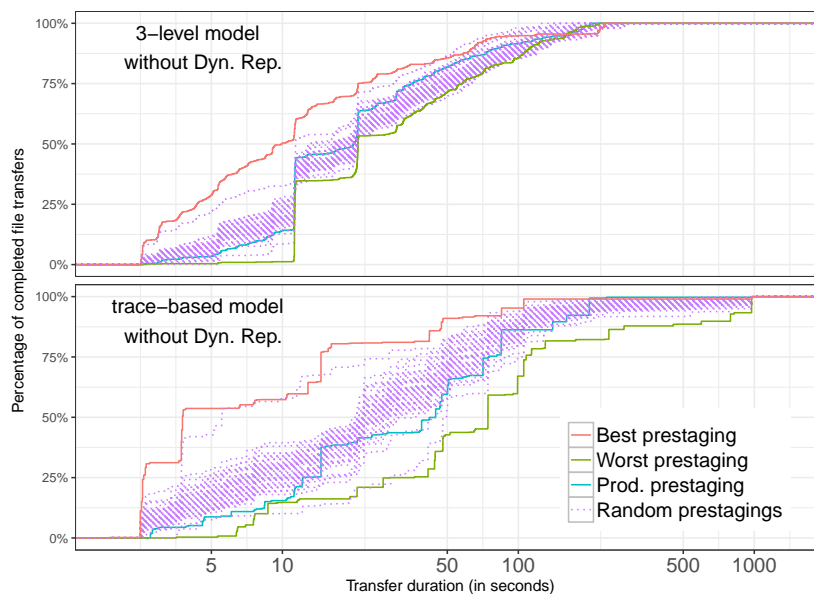 100%
75%
50%
25%
0%
3−level model
without Dyn. Rep.
100%
75%
50%
25%
0%
trace−based model
without Dyn. Rep.
Best prestaging
Worst prestaging
Prod. prestaging
Random prestagings
5 10 50 100 500 1000
Transfer duration (in seconds)
Percentage of completed file transfers